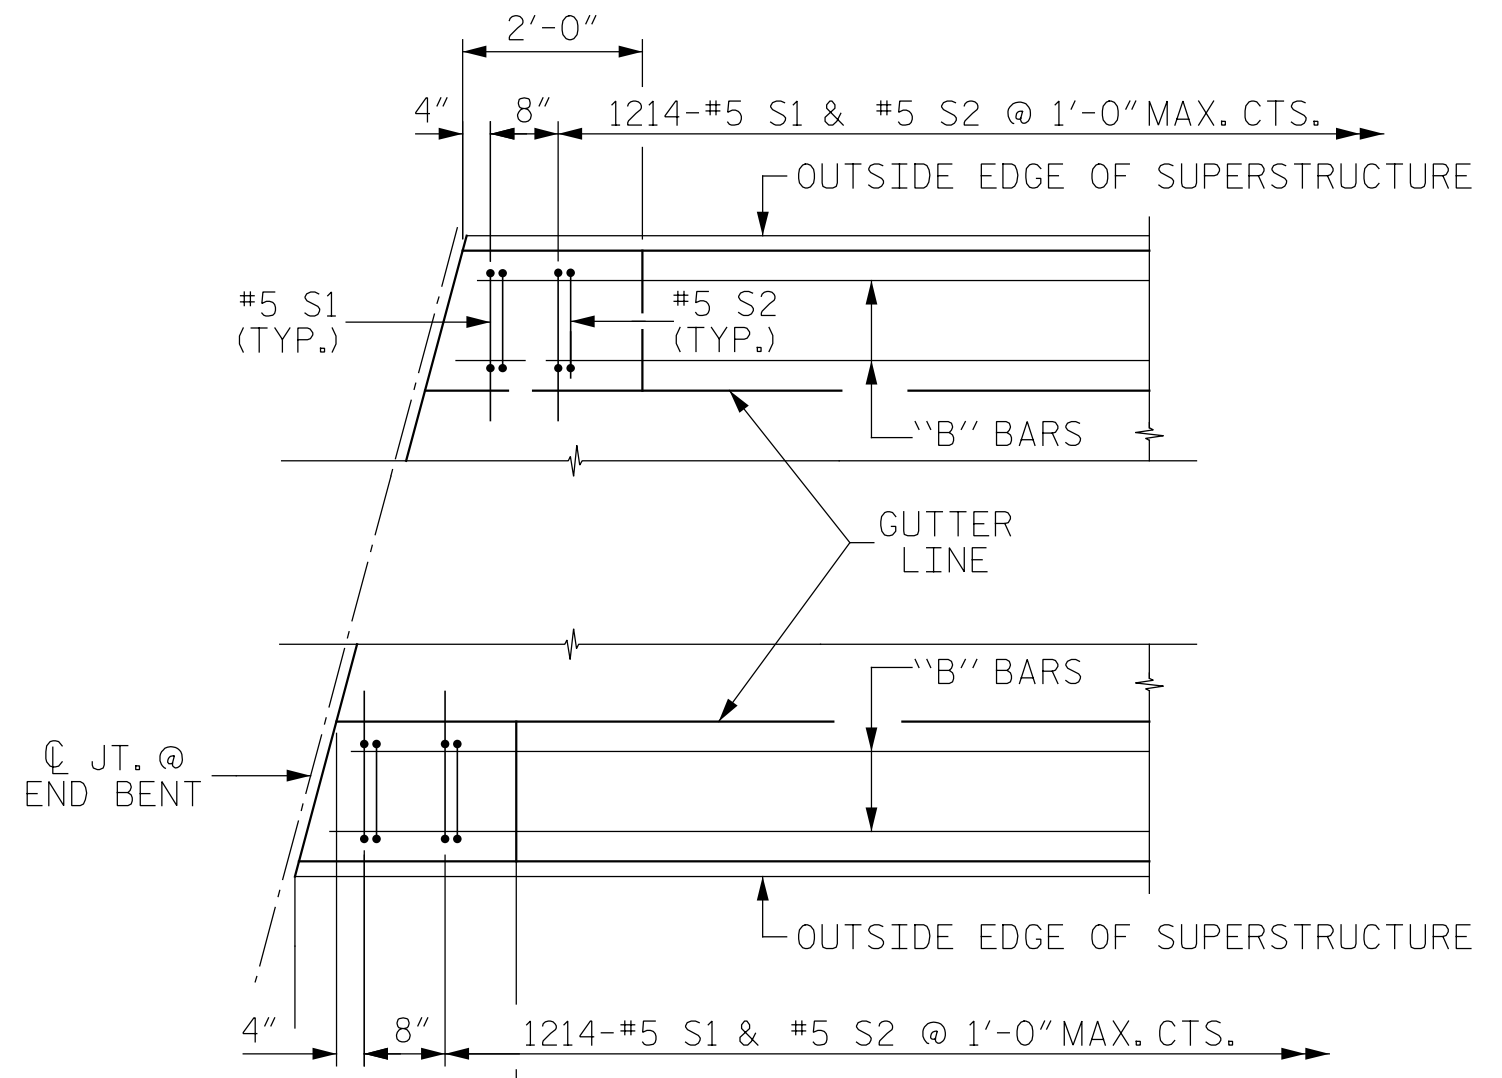 2'-0"
4"
8"
1214-#5 S1 & #5 S2 @ 1'-0" MAX. CTS.
OUTSIDE EDGE OF SUPERSTRUCTURE
#5 S1
(TYP.)
#5 S2
(TYP.)
"B" BARS
GUTTER
LINE
"B" BARS
℄ JT. @
END BENT
OUTSIDE EDGE OF SUPERSTRUCTURE
4"
8"
1214-#5 S1 & #5 S2 @ 1'-0" MAX. CTS.